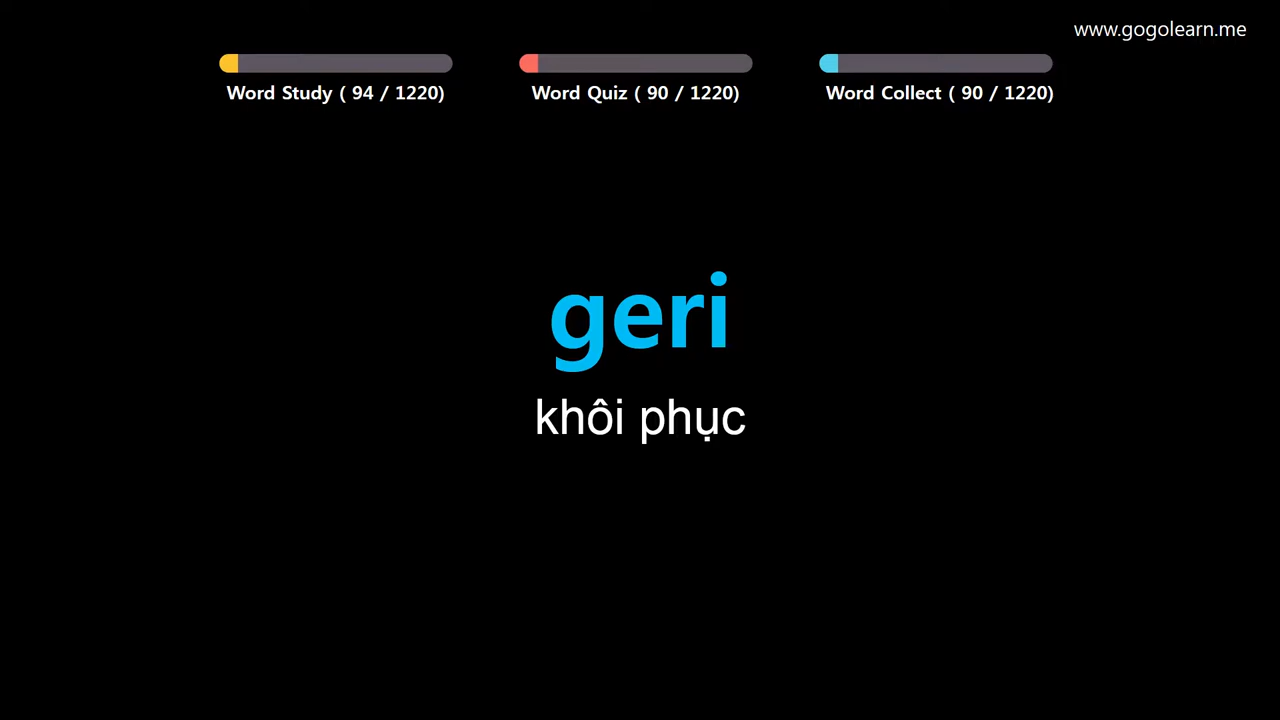 www.gogolearn.me
Word Study ( 94 / 1220)
Word Quiz ( 90 / 1220)
Word Collect ( 90 / 1220)
geri
khôi phục